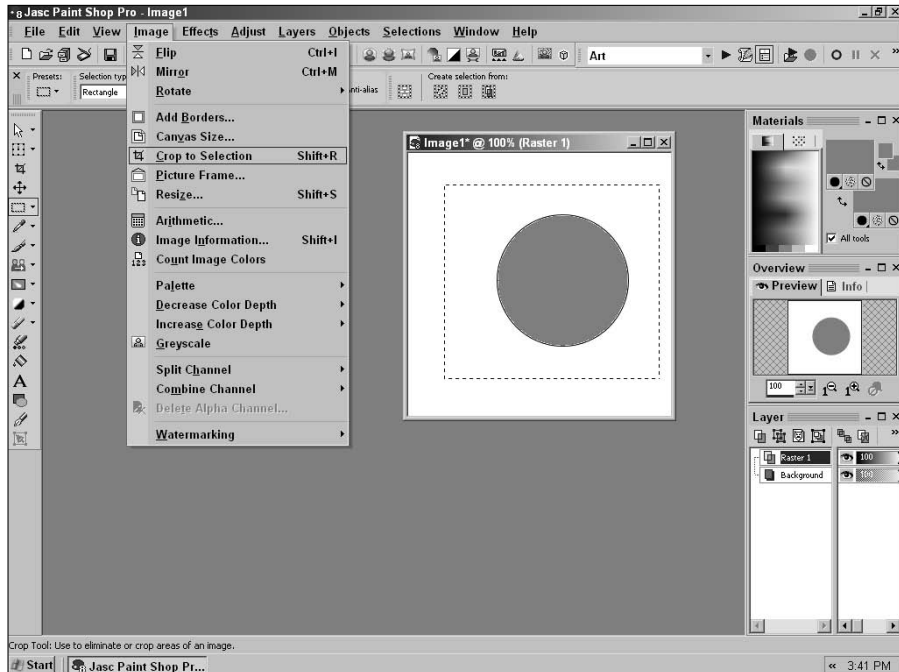 Jasc Paint Shop Pro - Image1
File Edit View Image Effects Adjust Layers Objects Selections Window Help
Flip Ctrl+I
Mirror Ctrl+M
Rotate
Add Borders...
Canvas Size...
Crop to Selection Shift+R
Picture Frame...
Resize... Shift+S
Arithmetic...
Image Information... Shift+I
Count Image Colors
Palette
Decrease Color Depth
Increase Color Depth
Greyscale
Split Channel
Combine Channel
Delete Alpha Channel...
Watermarking
Art
Presets:
Selection typ
Rectangle
nti-alias
Create selection from:
Image1* @ 100% (Raster 1)
Materials
All tools
Overview
Preview Info
100
Layer
Raster 1 100
Background 100
Crop Tool: Use to eliminate or crop areas of an image.
Start Jasc Paint Shop Pr... « 3:41 PM